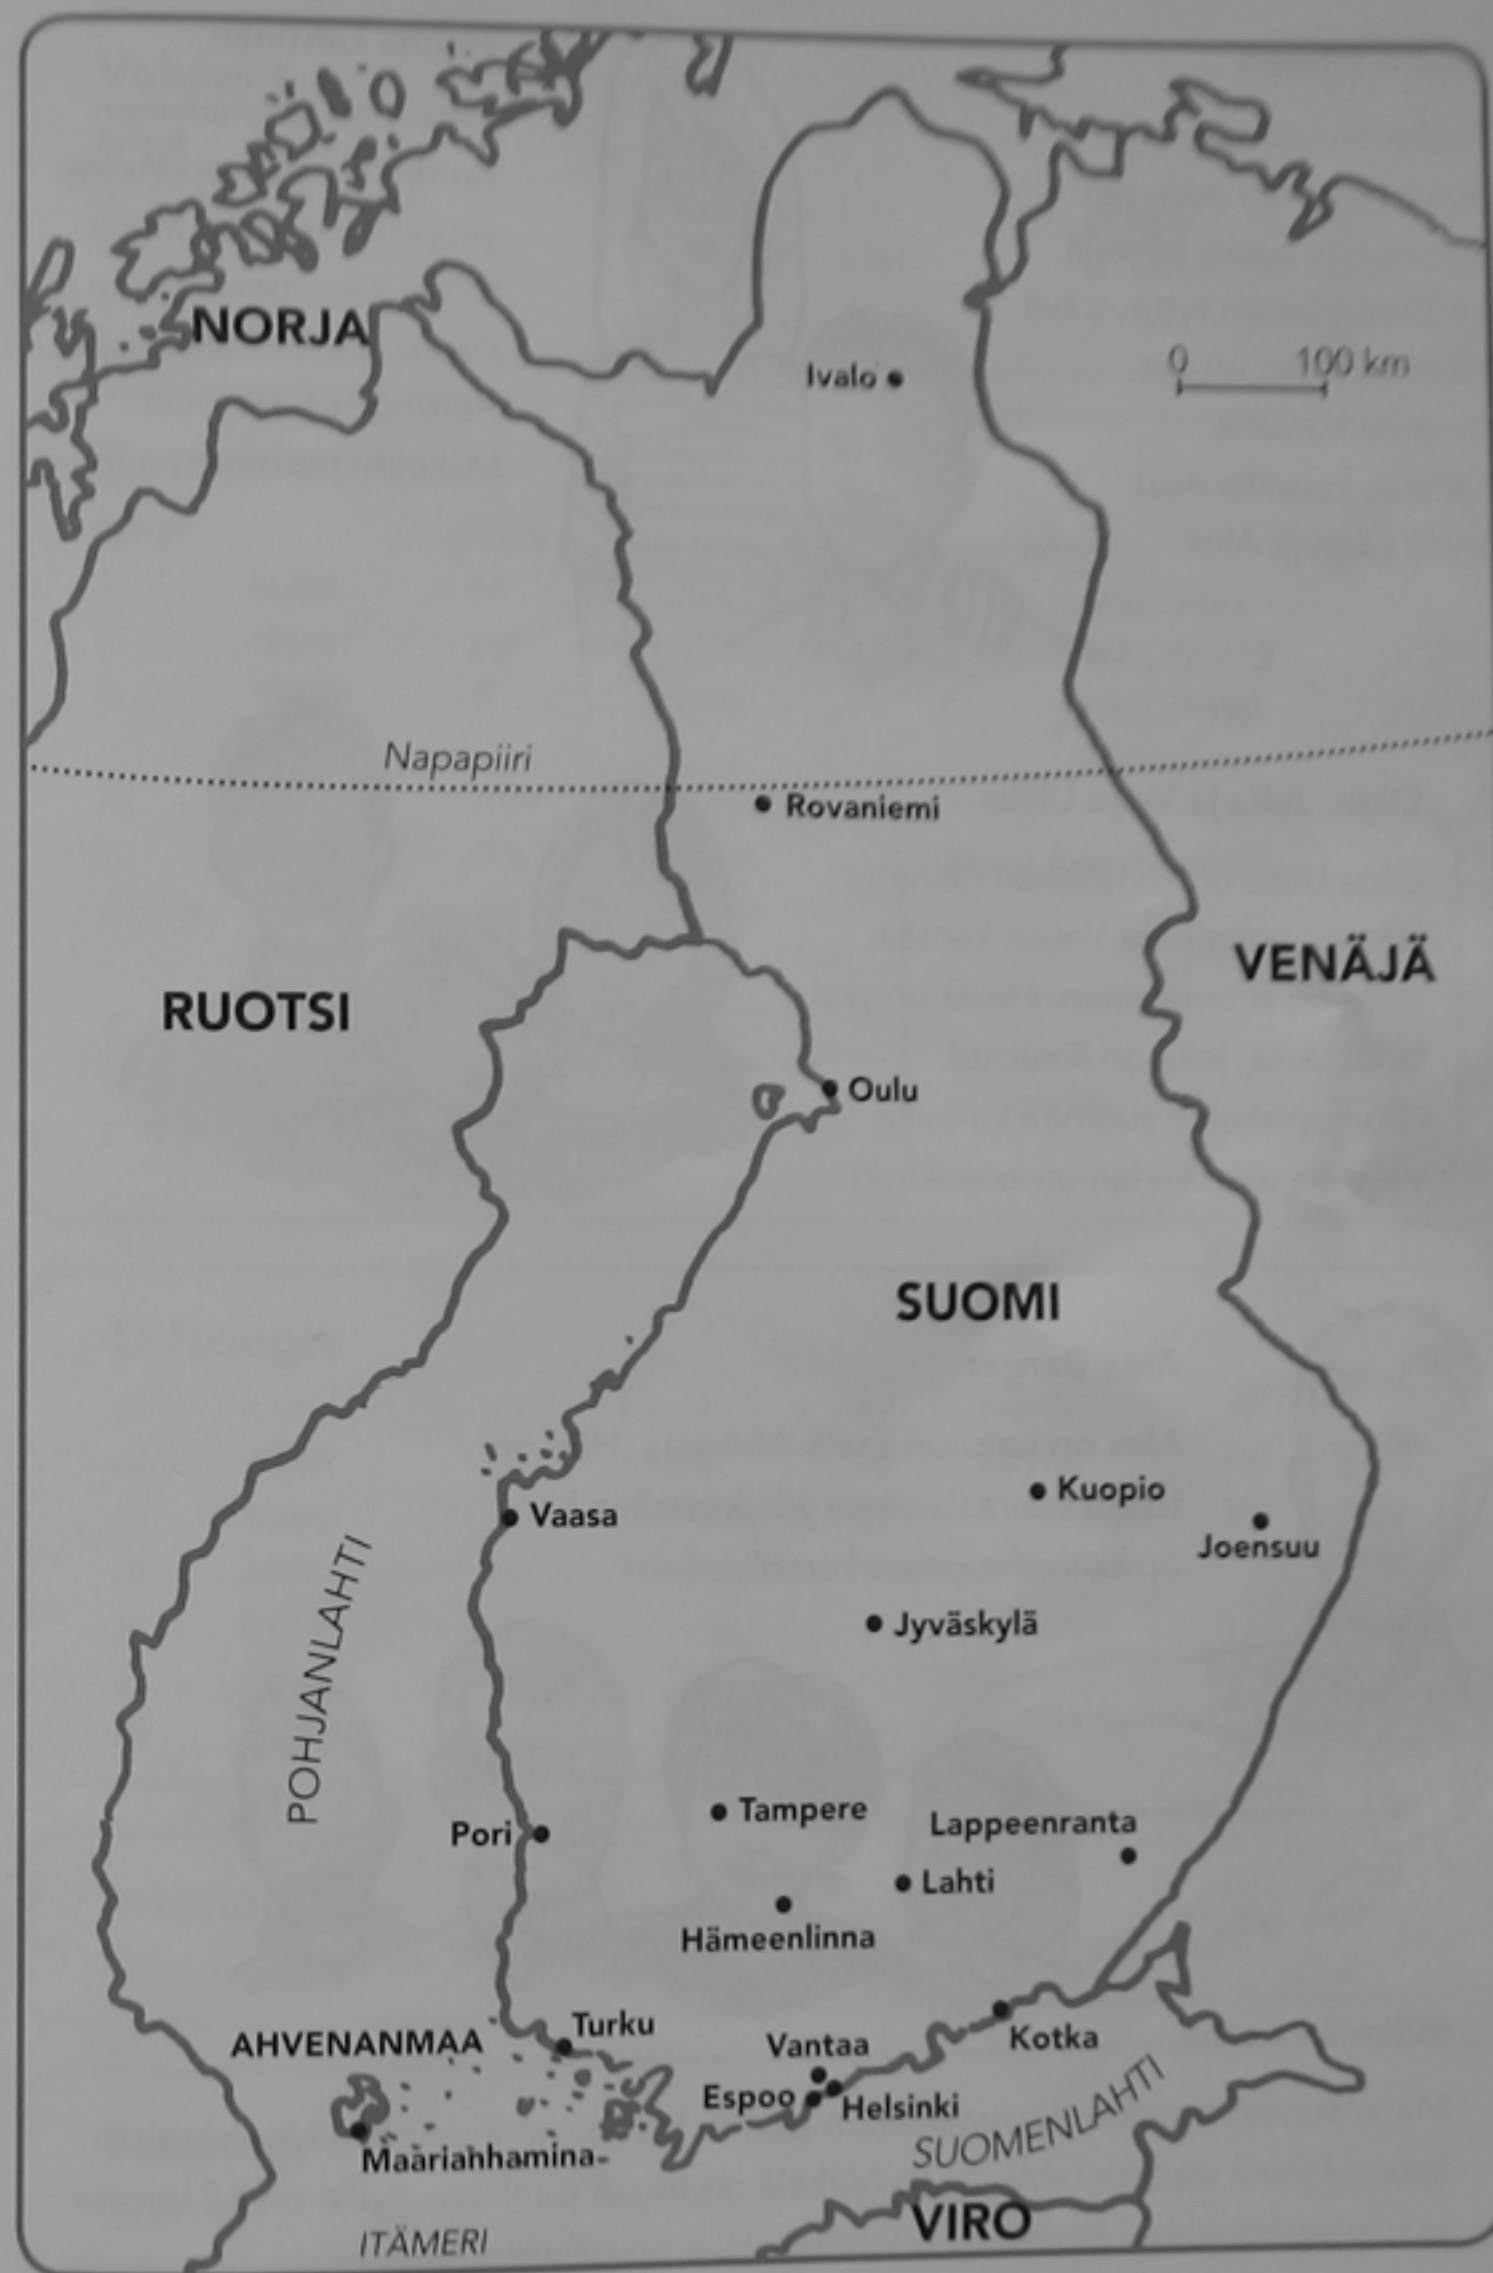 NORJA
Ivalo
0 100 km
Napapiiri
Rovaniemi
RUOTSI
VENÄJÄ
Oulu
SUOMI
Kuopio
Vaasa
Joensuu
POHJANLAHTI
Jyväskylä
Tampere
Pori
Lappeenranta
Lahti
Hämeenlinna
Turku
AHVENANMAA
Vantaa
Kotka
Espoo
Helsinki
Maarianhamina
SUOMENLAHTI
VIRO
ITÄMERI